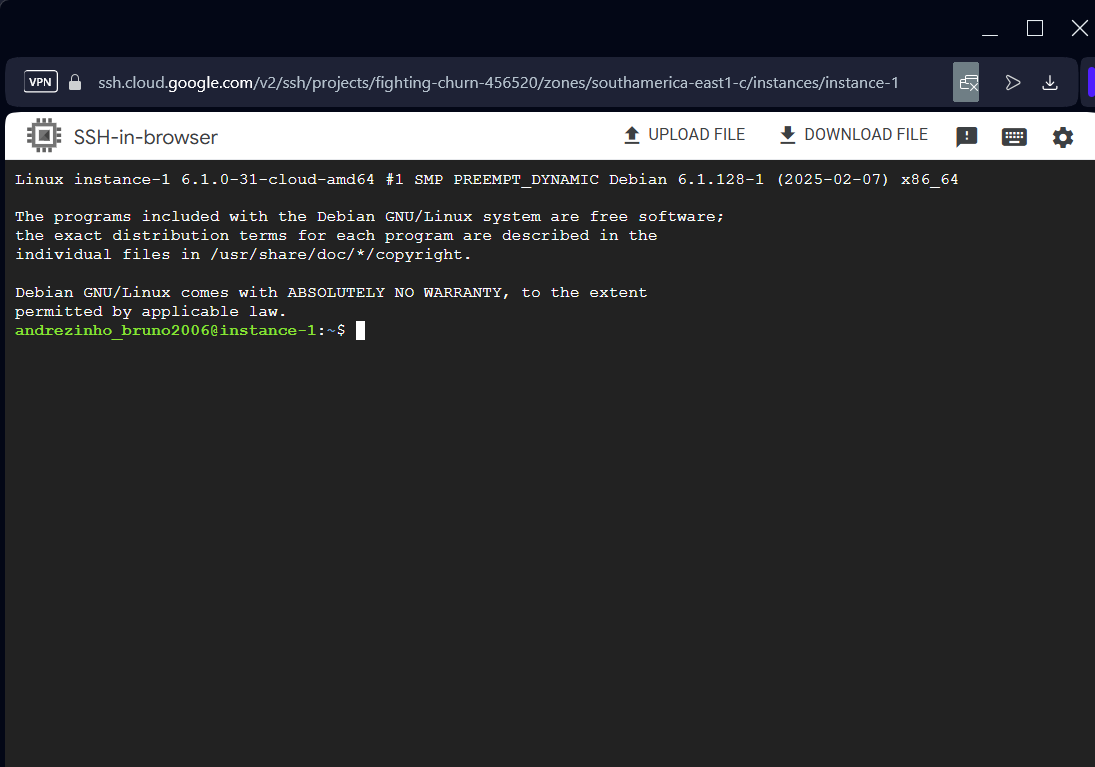 VPN
ssh.cloud.google.com/v2/ssh/projects/fighting-churn-456520/zones/southamerica-east1-c/instances/instance-1
SSH-in-browser
UPLOAD FILE
DOWNLOAD FILE
Linux instance-1 6.1.0-31-cloud-amd64 #1 SMP PREEMPT_DYNAMIC Debian 6.1.128-1 (2025-02-07) x86_64
The programs included with the Debian GNU/Linux system are free software;
the exact distribution terms for each program are described in the
individual files in /usr/share/doc/*/copyright.
Debian GNU/Linux comes with ABSOLUTELY NO WARRANTY, to the extent
permitted by applicable law.
andrezinho_bruno2006@instance-1:~$